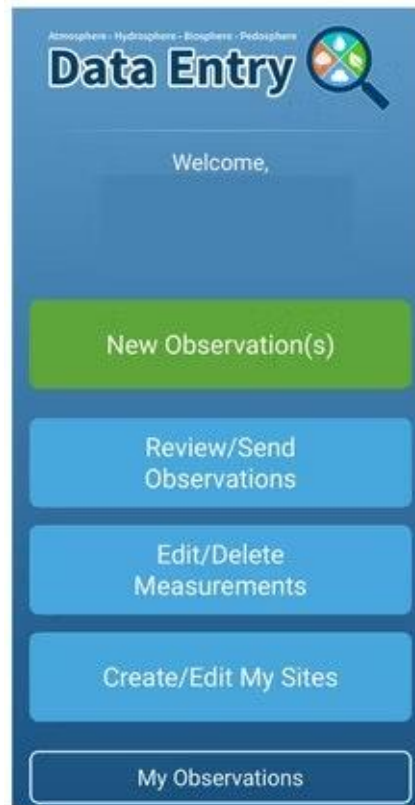 Atmosphere - Hydrosphere - Biosphere - Pedosphere
Data Entry
Welcome,
New Observation(s)
Review/Send
Observations
Edit/Delete
Measurements
Create/Edit My Sites
My Observations